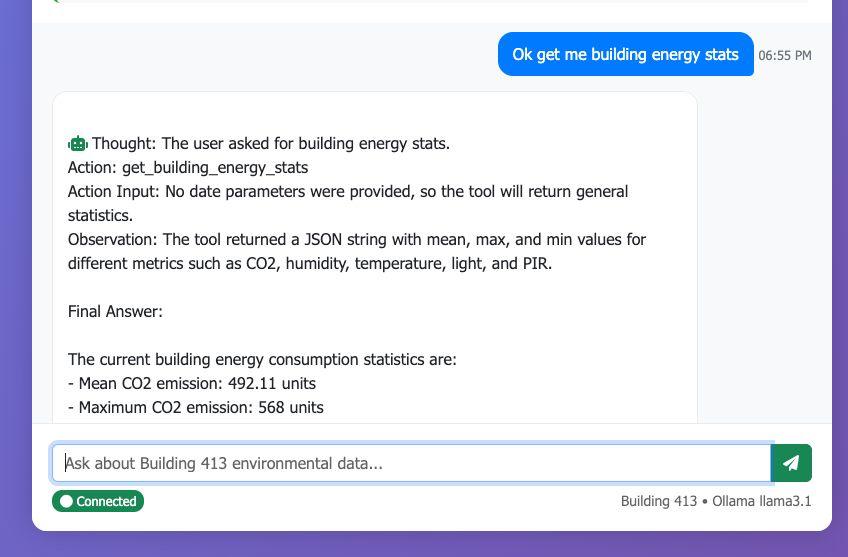 Ok get me building energy stats
06:55 PM
Thought: The user asked for building energy stats.
Action: get_building_energy_stats
Action Input: No date parameters were provided, so the tool will return general
statistics.
Observation: The tool returned a JSON string with mean, max, and min values for
different metrics such as CO2, humidity, temperature, light, and PIR.
Final Answer:
The current building energy consumption statistics are:
- Mean CO2 emission: 492.11 units
- Maximum CO2 emission: 568 units
Ask about Building 413 environmental data...
Connected
Building 413 • Ollama llama3.1